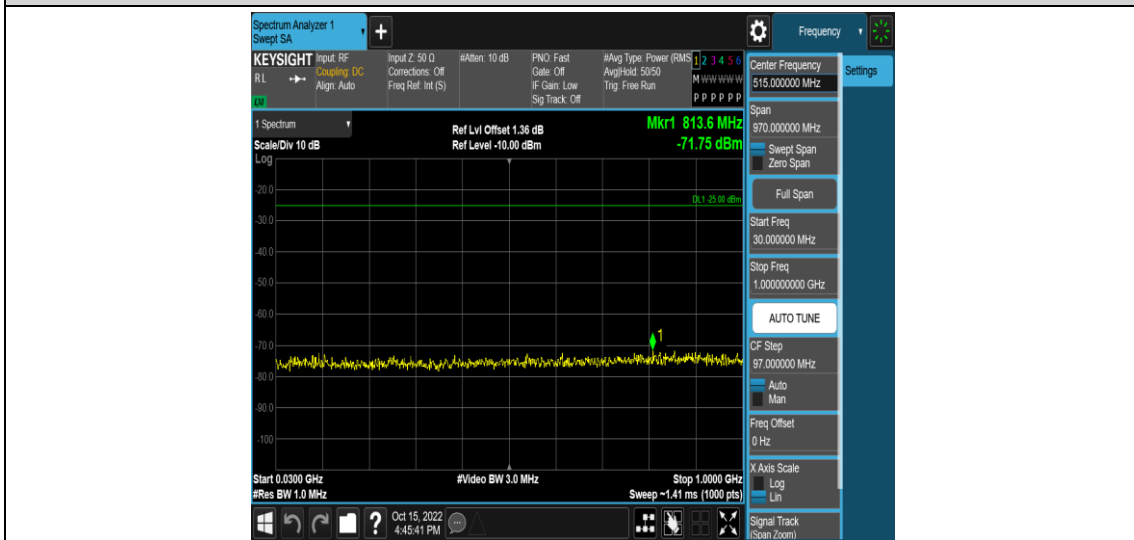 Spectrum Analyzer 1
Swept SA
+
Frequency
KEYSIGHT
RL
LXI
Input: RF
Coupling: DC
Align: Auto
Input Z: 50 Ω
Corrections: Off
Freq Ref: Int (S)
#Atten: 10 dB
PNO: Fast
Gate: Off
IF Gain: Low
Sig Track: Off
#Avg Type: Power (RMS
Avg|Hold: 50/50
Trig: Free Run
1 2 3 4 5 6
M W W W W W
P P P P P P
1 Spectrum
Scale/Div 10 dB
Ref Lvl Offset 1.36 dB
Ref Level -10.00 dBm
Mkr1 813.6 MHz
-71.75 dBm
Log
-20.0
DL1 -25.00 dBm
-30.0
-40.0
-50.0
-60.0
-70.0
1
-80.0
-90.0
-100
Start 0.0300 GHz
#Video BW 3.0 MHz
Stop 1.0000 GHz
#Res BW 1.0 MHz
Sweep ~1.41 ms (1000 pts)
?
Oct 15, 2022
4:45:41 PM
Center Frequency
515.000000 MHz
Settings
Span
970.000000 MHz
Swept Span
Zero Span
Full Span
Start Freq
30.000000 MHz
Stop Freq
1.000000000 GHz
AUTO TUNE
CF Step
97.000000 MHz
Auto
Man
Freq Offset
0 Hz
X Axis Scale
Log
Lin
Signal Track
(Span Zoom)